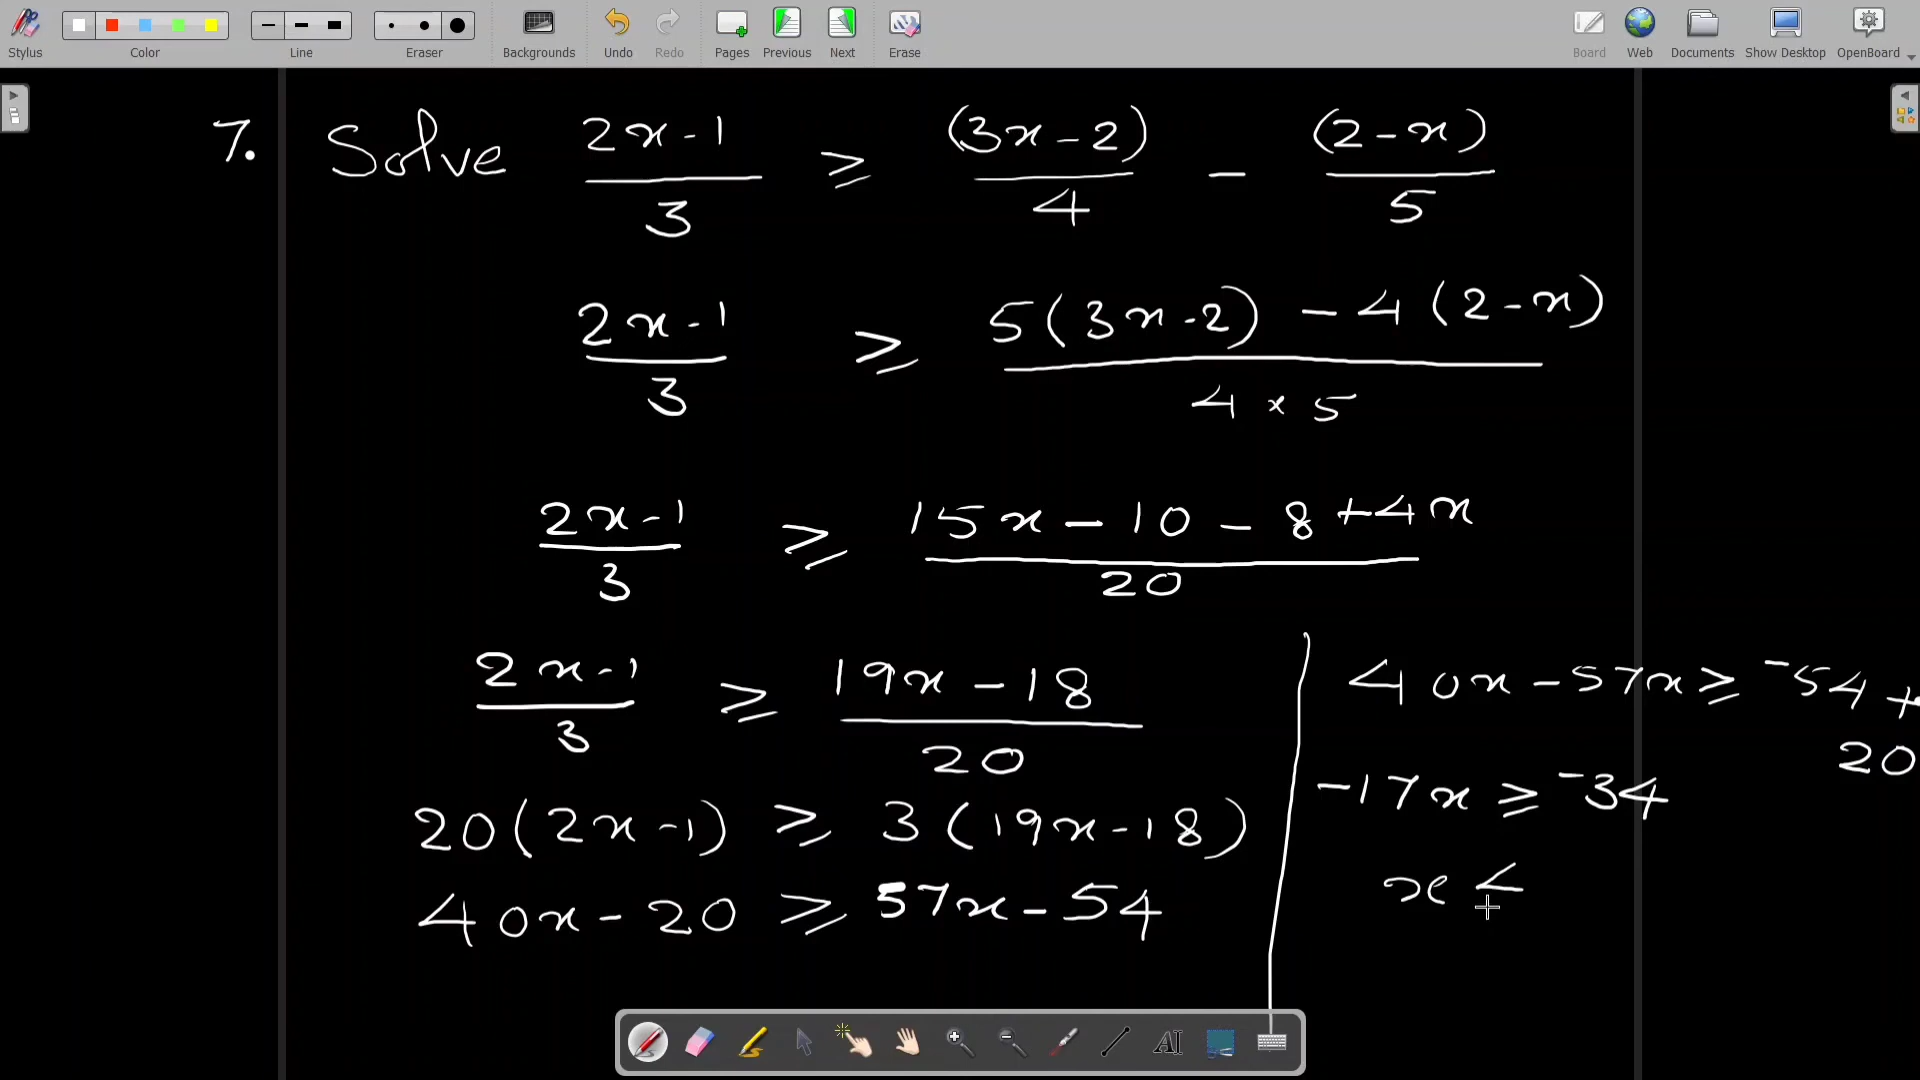 Stylus Color Line Eraser Backgrounds Undo Redo Pages Previous Next Erase Board Web Documents Show Desktop OpenBoard
7. Solve (2x-1)/3 ≥ (3x-2)/4 - (2-x)/5
(2x-1)/3 ≥ (5(3x-2) - 4(2-x))/(4×5)
(2x-1)/3 ≥ (15x - 10 - 8 + 4x)/20
(2x-1)/3 ≥ (19x - 18)/20
20(2x-1) ≥ 3(19x-18)
40x - 20 ≥ 57x - 54
40x - 57x ≥ -54 +
20
-17x ≥ -34
x <
AI